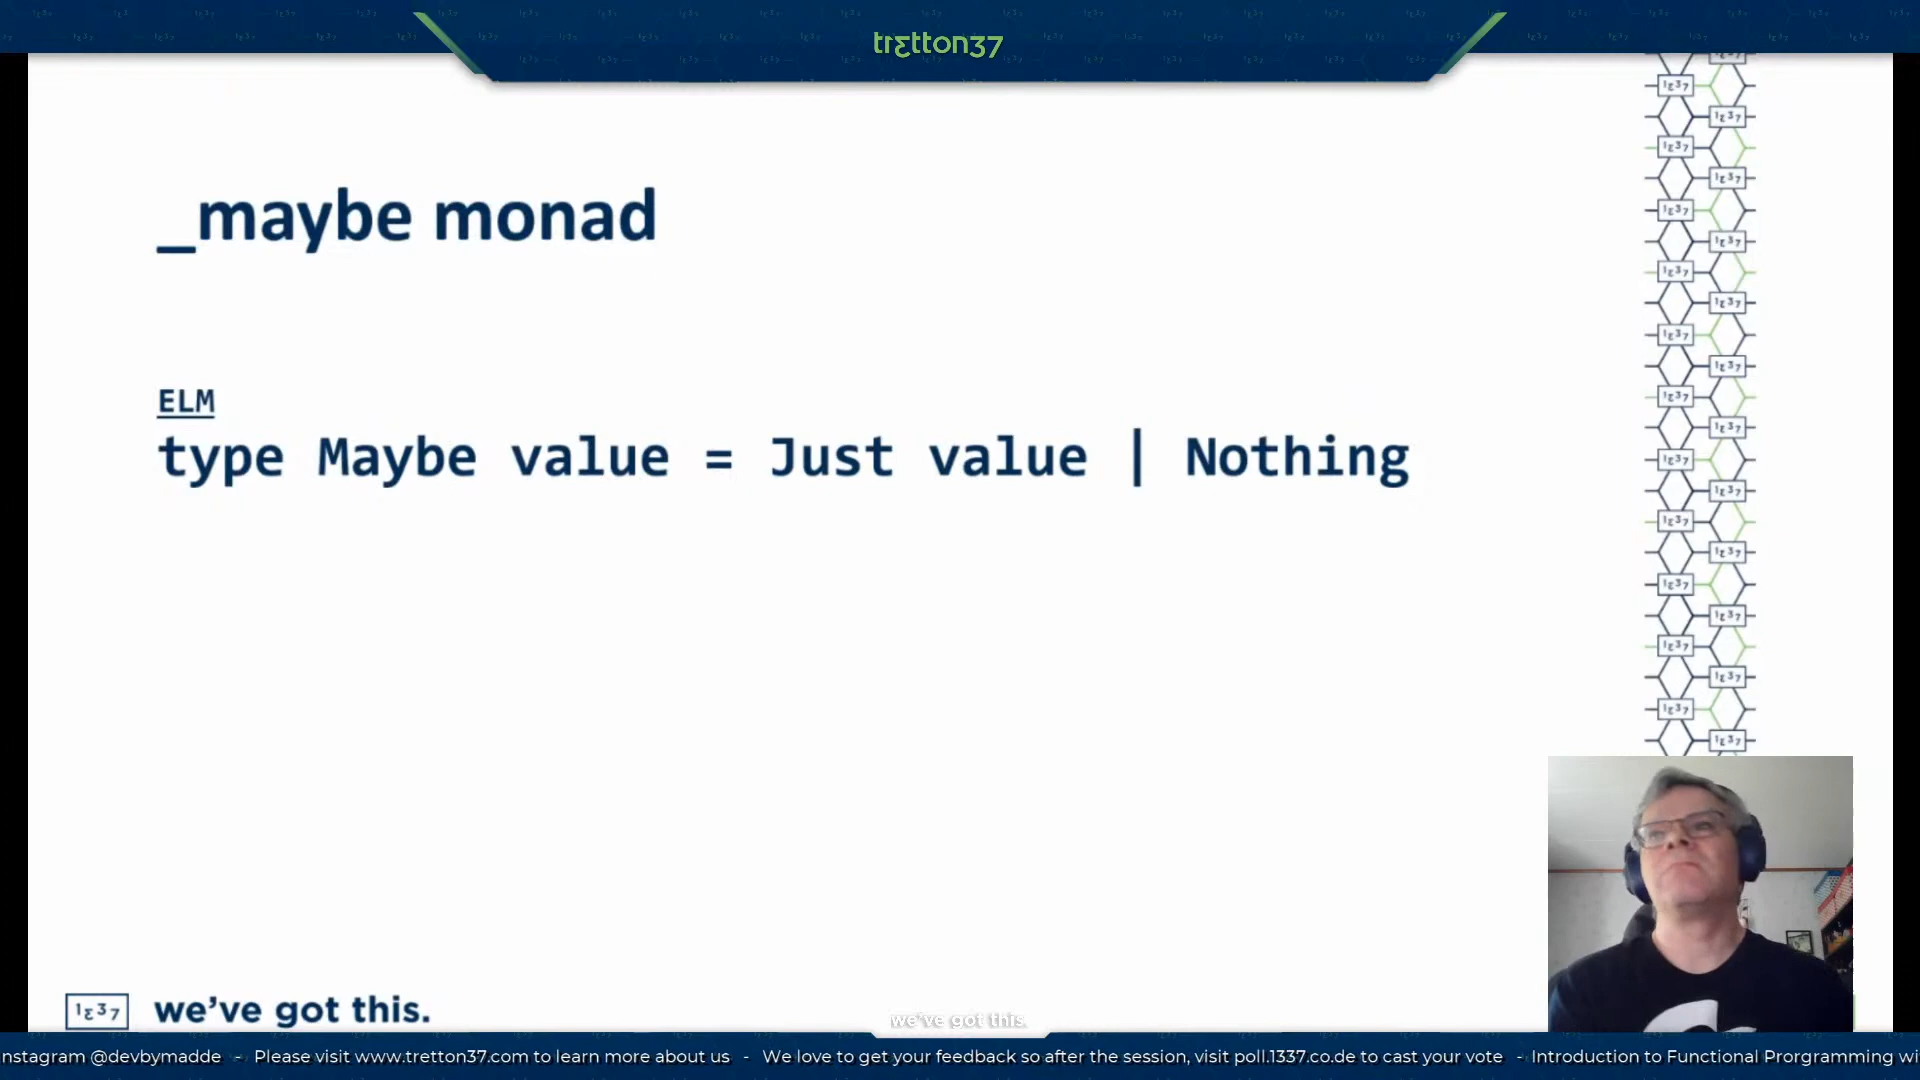 trɛtton37
_maybe monad
ELM
type Maybe value = Just value | Nothing
1337 we've got this.
we've got this.
nstagram @devbymadde - Please visit www.tretton37.com to learn more about us - We love to get your feedback so after the session, visit poll.1337.co.de to cast your vote - Introduction to Functional Prorgramming wi